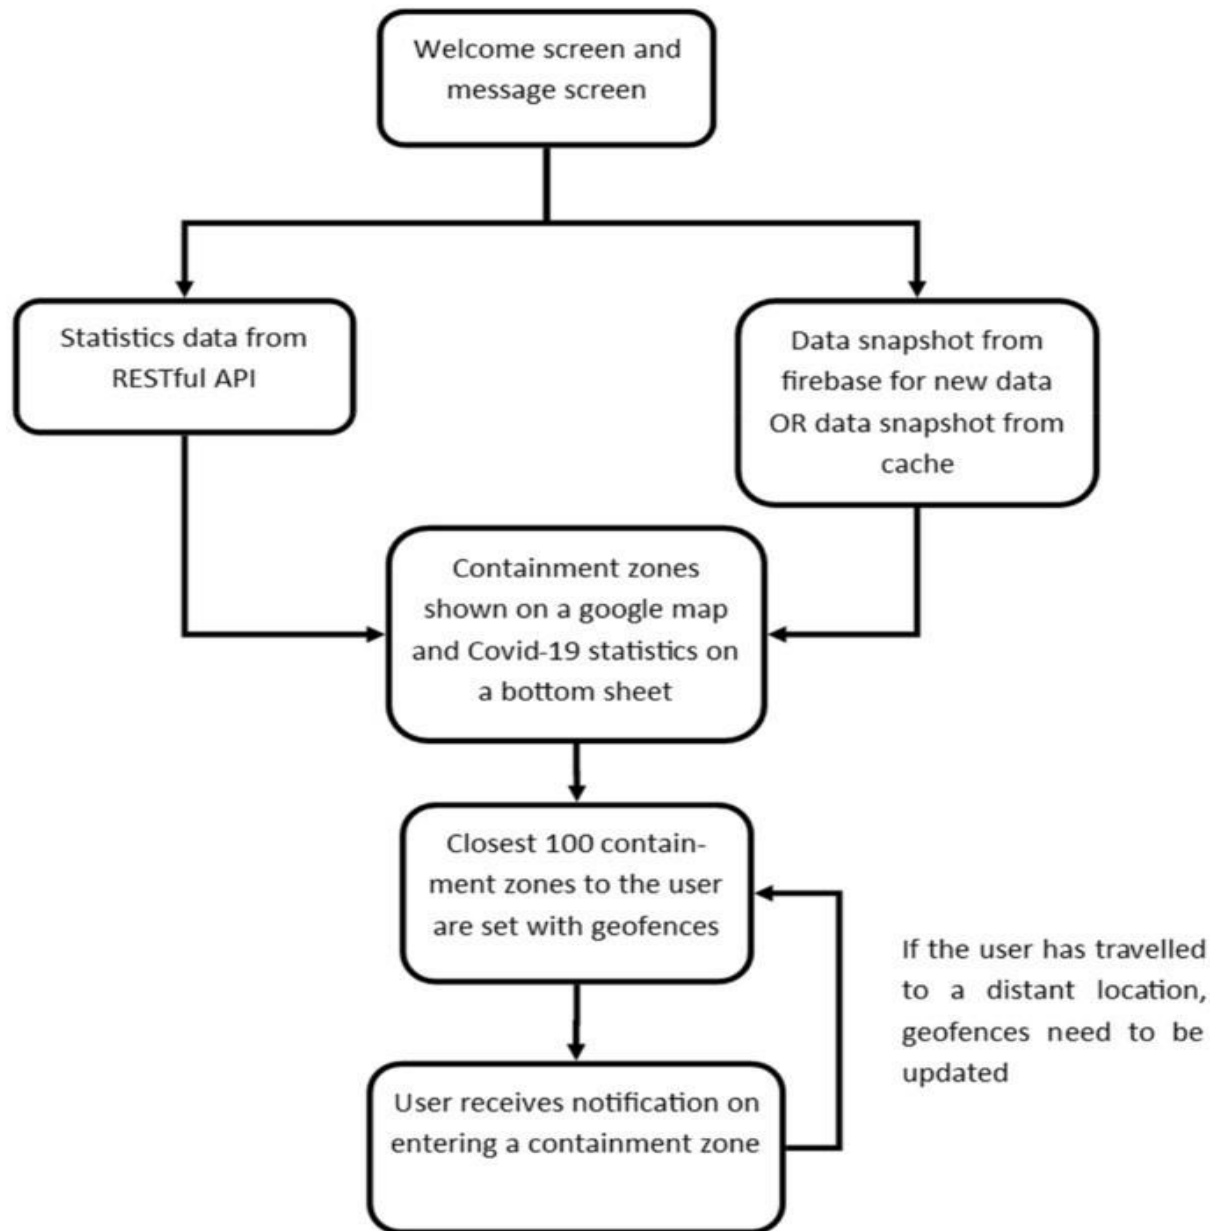 Welcome screen and
message screen
Statistics data from
RESTful API
Data snapshot from
firebase for new data
OR data snapshot from
cache
Containment zones
shown on a google map
and Covid-19 statistics on
a bottom sheet
Closest 100 contain-
ment zones to the user
are set with geofences
If the user has travelled
to a distant location,
geofences need to be
updated
User receives notification on
entering a containment zone